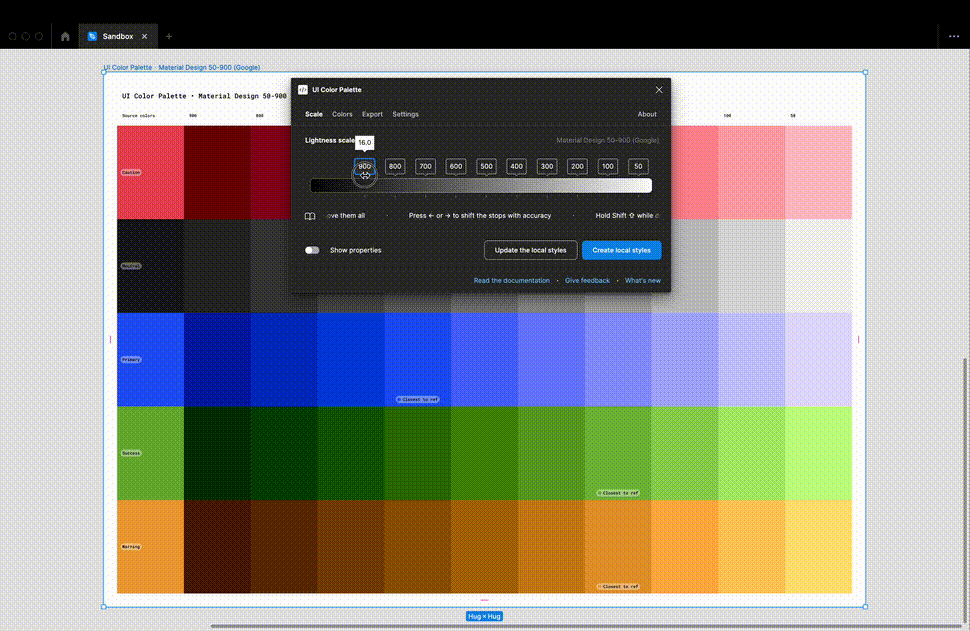 Sandbox
UI Color Palette · Material Design 50-900 (Google)
UI Color Palette • Material Design 50-900
Source colors 900 800 100 50
UI Color Palette
Scale Colors Export Settings About
Lightness scale Material Design 50-900 (Google)
16.0
900 800 700 600 500 400 300 200 100 50
ove them all · Press ← or → to shift the stops with accuracy · Hold Shift ⇧ while
Show properties Update the local styles Create local styles
Read the documentation · Give feedback · What's new
Caution
Neutral
Primary
Closest to ref
Success
Closest to ref
Warning
Closest to ref
Hug × Hug